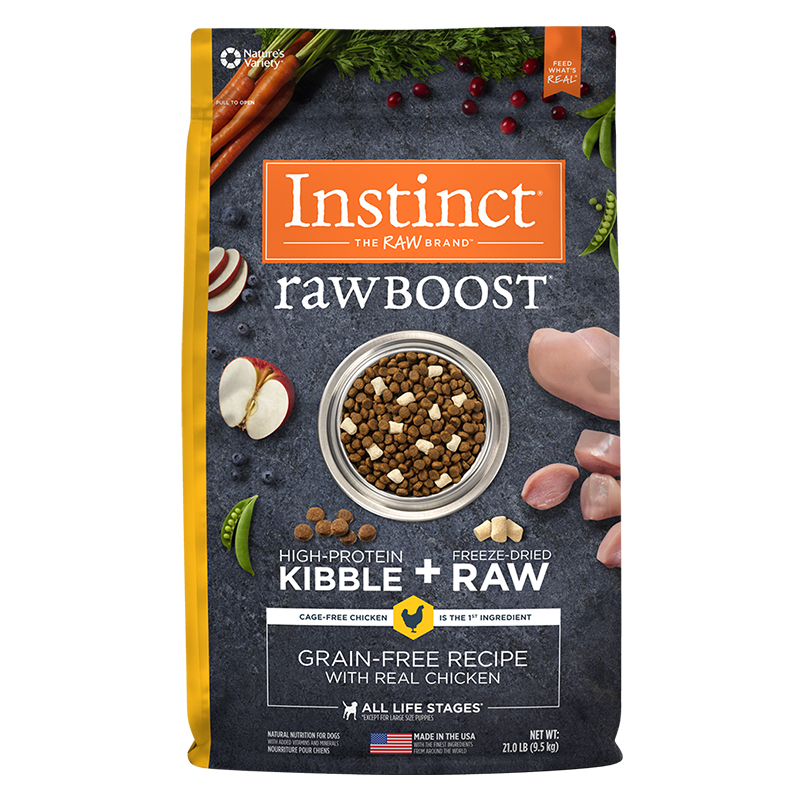 Nature's
Variety
PULL TO OPEN
FEED
WHAT'S
REAL
Instinct®
THE RAW BRAND™
rawBOOST®
HIGH-PROTEIN
KIBBLE
+
FREEZE-DRIED
RAW
CAGE-FREE CHICKEN
IS THE 1ST INGREDIENT
GRAIN-FREE RECIPE
WITH REAL CHICKEN
ALL LIFE STAGES*
*EXCEPT FOR LARGE SIZE PUPPIES
NATURAL NUTRITION FOR DOGS
WITH ADDED VITAMINS AND MINERALS
NOURRITURE POUR CHIENS
MADE IN THE USA
WITH THE FINEST INGREDIENTS
FROM AROUND THE WORLD
NET WT:
21.0 LB (9.5 kg)